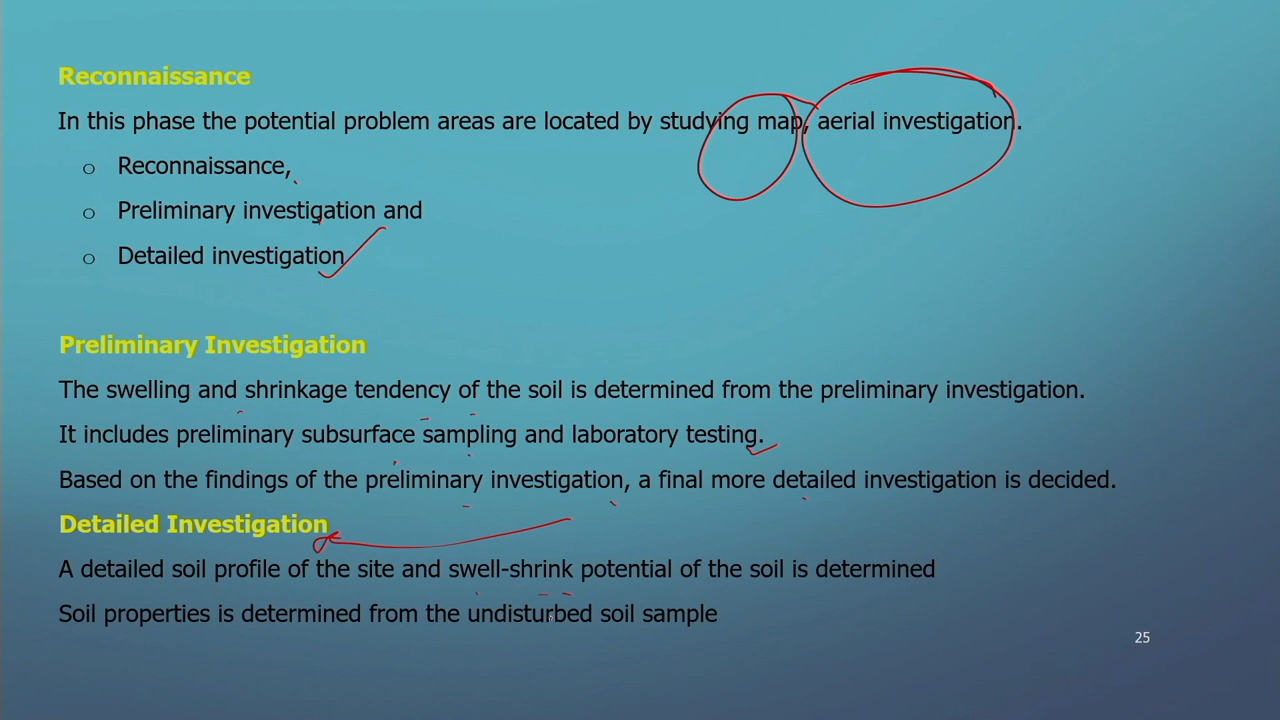 Reconnaissance
In this phase the potential problem areas are located by studying map, aerial investigation.
o Reconnaissance,
o Preliminary investigation and
o Detailed investigation
Preliminary Investigation
The swelling and shrinkage tendency of the soil is determined from the preliminary investigation.
It includes preliminary subsurface sampling and laboratory testing.
Based on the findings of the preliminary investigation, a final more detailed investigation is decided.
Detailed Investigation
A detailed soil profile of the site and swell-shrink potential of the soil is determined
Soil properties is determined from the undisturbed soil sample
25